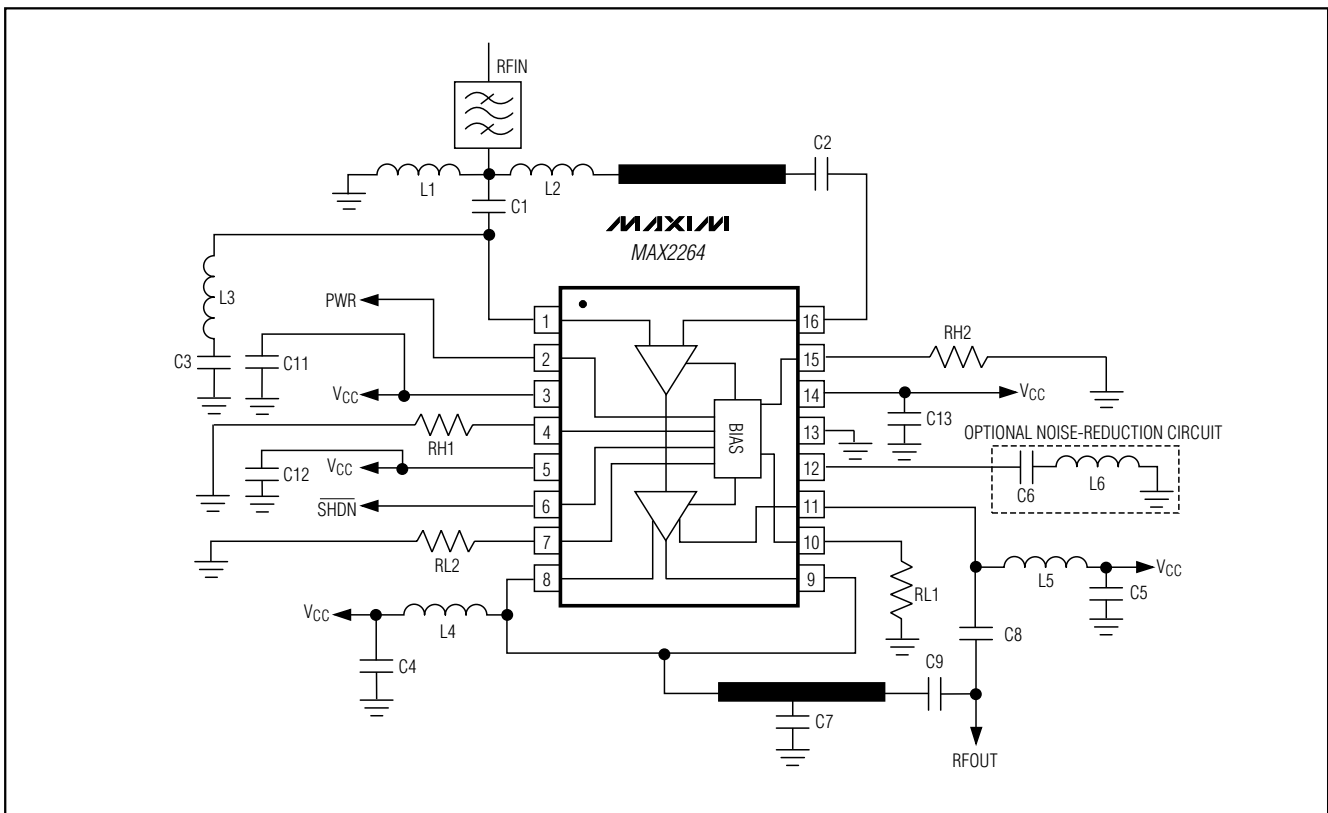 RFIN
C2
L1
L2
C1
MAXIM
MAX2264
L3
PWR
1
16
RH2
C3
C11
2
15
VCC
3
14
VCC
C13
RH1
4
13
OPTIONAL NOISE-REDUCTION CIRCUIT
BIAS
C12
VCC
5
12
C6
L6
SHDN
6
11
RL2
7
10
L5
VCC
8
9
RL1
C5
VCC
L4
C8
C4
C9
C7
RFOUT